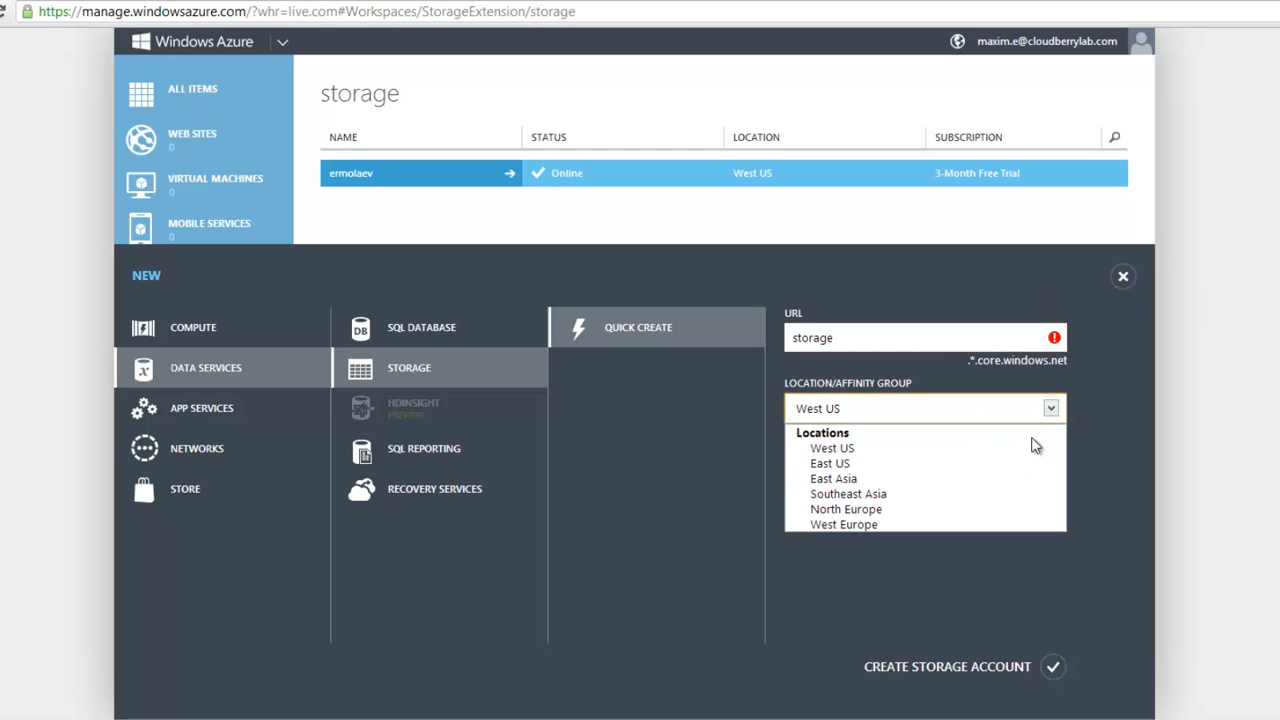 https://manage.windowsazure.com/?whr=live.com#Workspaces/StorageExtension/storage
Windows Azure
maxim.e@cloudberrylab.com
ALL ITEMS
WEB SITES
0
VIRTUAL MACHINES
0
MOBILE SERVICES
0
storage
NAME STATUS LOCATION SUBSCRIPTION
ermolaev Online West US 3-Month Free Trial
NEW
COMPUTE
DATA SERVICES
APP SERVICES
NETWORKS
STORE
DB SQL DATABASE
STORAGE
HDINSIGHT
PREVIEW
SQL REPORTING
RECOVERY SERVICES
QUICK CREATE
URL
storage
.*.core.windows.net
LOCATION/AFFINITY GROUP
West US
Locations
West US
East US
East Asia
Southeast Asia
North Europe
West Europe
CREATE STORAGE ACCOUNT